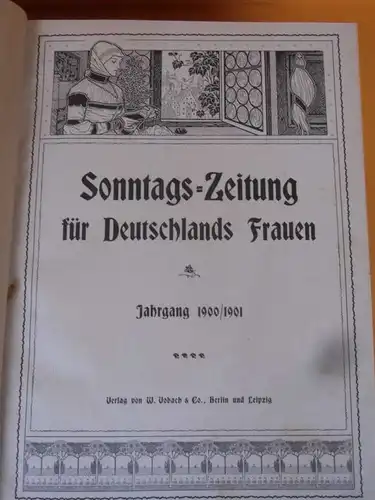 Sonntags=Zeitung
für Deutschlands Frauen
Jahrgang 1900/1901
Verlag von W. Vobach & Co., Berlin und Leipzig